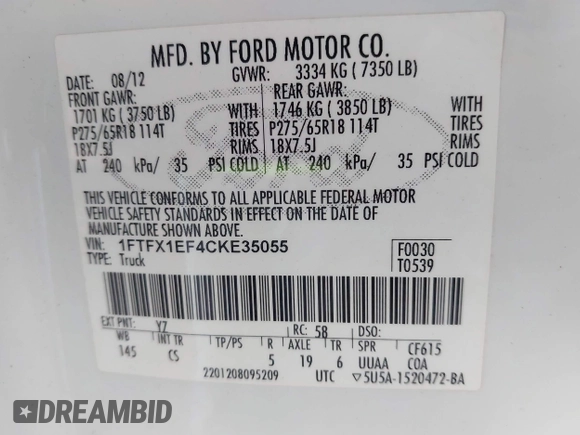 MFD. BY FORD MOTOR CO.
DATE: 08/12 GVWR: 3334 KG ( 7350 LB)
FRONT GAWR: REAR GAWR:
1701 KG ( 3750 LB) WITH 1746 KG ( 3850 LB) WITH
P275/65R18 114T TIRES P275/65R18 114T TIRES
18X7.5J RIMS 18X7.5J RIMS
AT 240 kPa/ 35 PSI COLD AT 240 kPa/ 35 PSI COLD
THIS VEHICLE CONFORMS TO ALL APPLICABLE FEDERAL MOTOR
VEHICLE SAFETY STANDARDS IN EFFECT ON THE DATE OF
MANUFACTURE SHOWN ABOVE.
VIN: 1FTFX1EF4CKE35055 F0030
TYPE: Truck T0539
EXT PNT: YZ RC: 58 DSO:
WB INT TR TP/PS R AXLE TR SPR CF615
145 CS 5 19 6 UUAA COA
2201208095209 UTC ▽5U5A-1520472-BA
DREAMBID